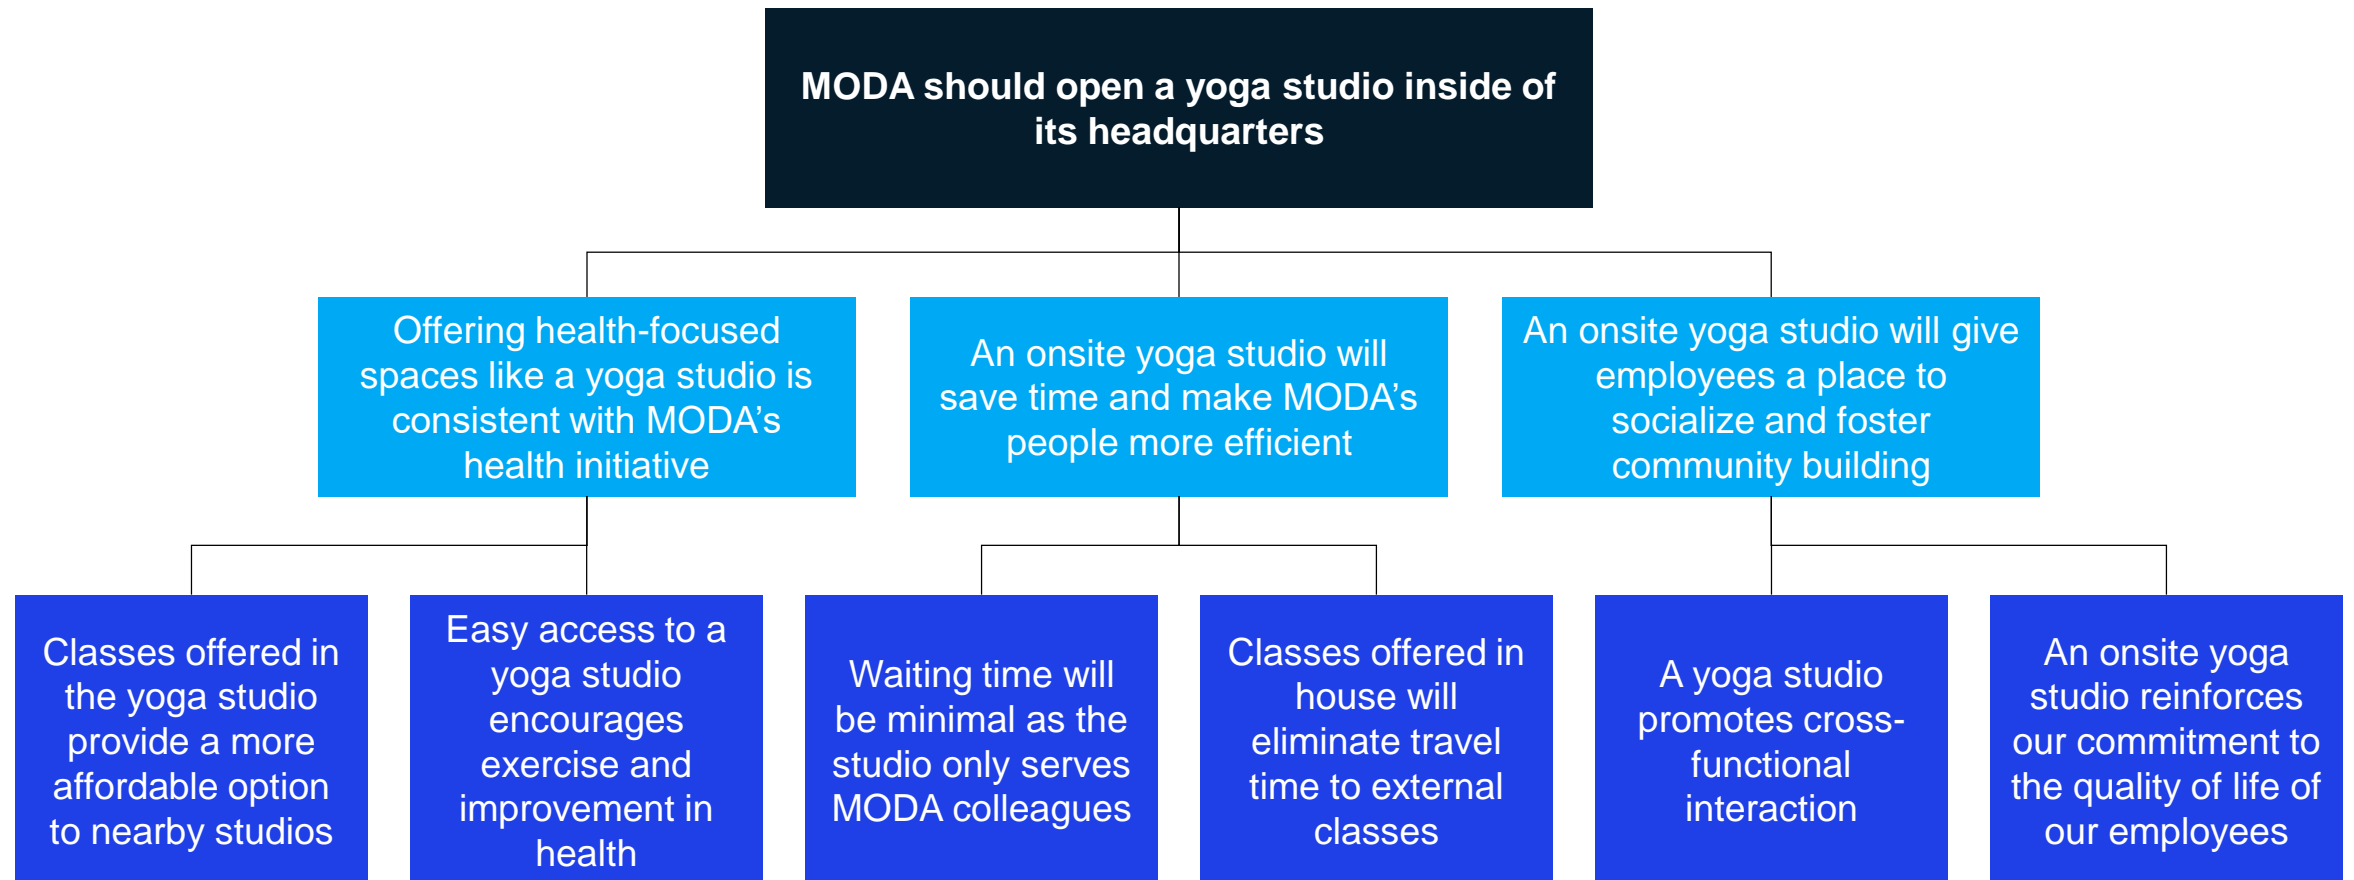 MODA should open a yoga studio inside of
its headquarters
Offering health-focused
spaces like a yoga studio is
consistent with MODA’s
health initiative
An onsite yoga studio will
save time and make MODA’s
people more efficient
An onsite yoga studio will give
employees a place to
socialize and foster
community building
Classes offered in
the yoga studio
provide a more
affordable option
to nearby studios
Easy access to a
yoga studio
encourages
exercise and
improvement in
health
Waiting time will
be minimal as the
studio only serves
MODA colleagues
Classes offered in
house will
eliminate travel
time to external
classes
A yoga studio
promotes cross-
functional
interaction
An onsite yoga
studio reinforces
our commitment to
the quality of life of
our employees